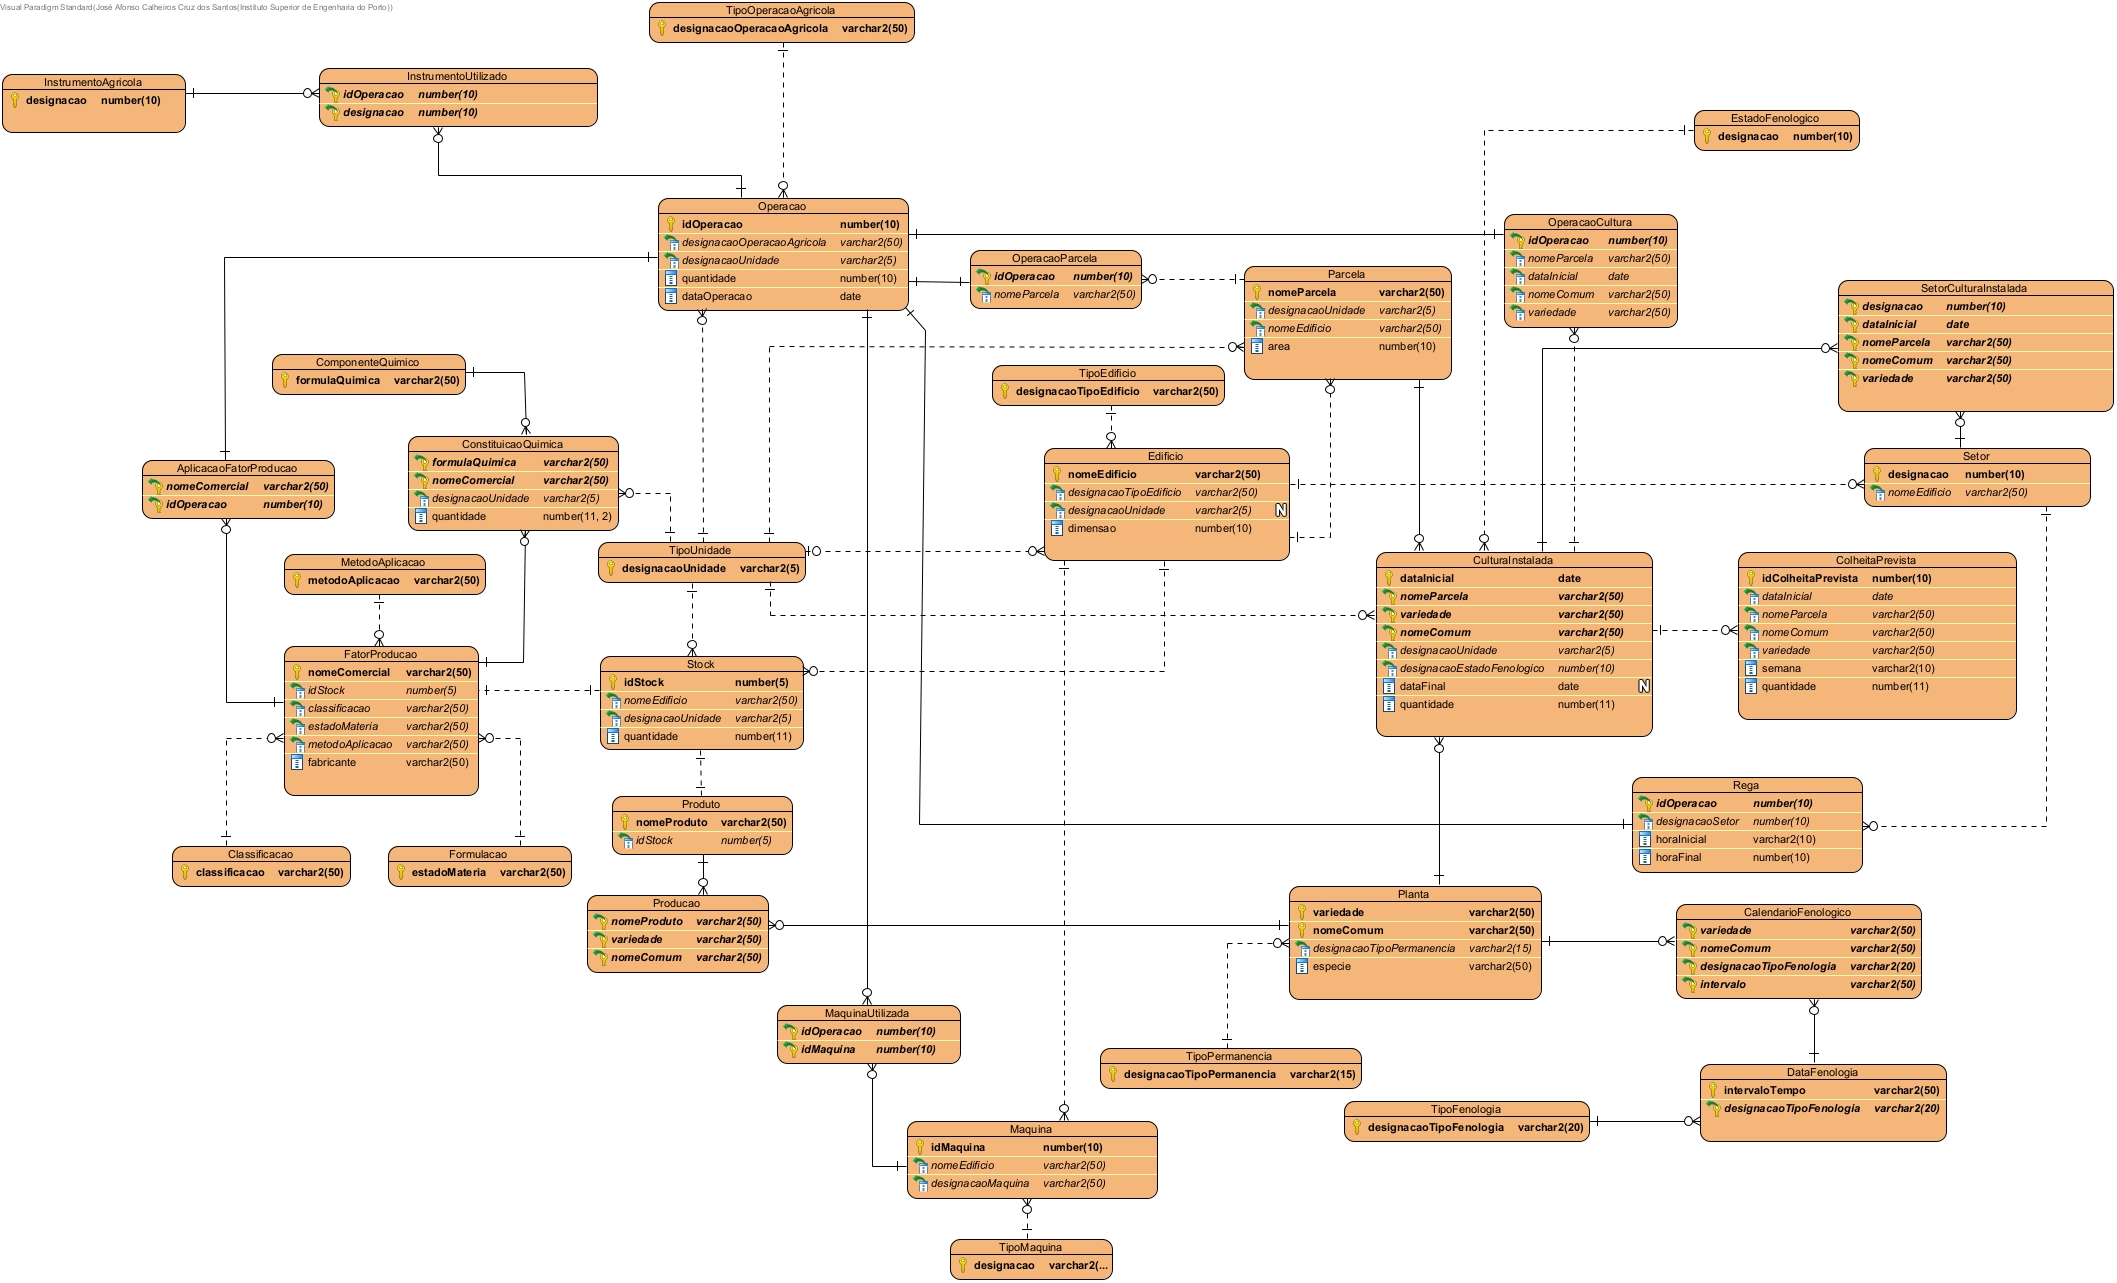 Visual Paradigm Standard(José Afonso Calheiros Cruz dos Santos(Instituto Superior de Engenharia do Porto))
TipoOperacaoAgricola
designacaoOperacaoAgricola varchar2(50)
InstrumentoAgricola
designacao number(10)
InstrumentoUtilizado
idOperacao number(10)
designacao number(10)
EstadoFenologico
designacao number(10)
Operacao
idOperacao number(10)
designacaoOperacaoAgricola varchar2(50)
designacaoUnidade varchar2(5)
quantidade number(10)
dataOperacao date
OperacaoParcela
idOperacao number(10)
nomeParcela varchar2(50)
Parcela
nomeParcela varchar2(50)
designacaoUnidade varchar2(5)
nomeEdificio varchar2(50)
area number(10)
OperacaoCultura
idOperacao number(10)
nomeParcela varchar2(50)
dataInicial date
nomeComum varchar2(50)
variedade varchar2(50)
SetorCulturaInstalada
designacao number(10)
dataInicial date
nomeParcela varchar2(50)
nomeComum varchar2(50)
variedade varchar2(50)
ComponenteQuimico
formulaQuimica varchar2(50)
TipoEdificio
designacaoTipoEdificio varchar2(50)
ConstituicaoQuimica
formulaQuimica varchar2(50)
nomeComercial varchar2(50)
designacaoUnidade varchar2(5)
quantidade number(11, 2)
AplicacaoFatorProducao
nomeComercial varchar2(50)
idOperacao number(10)
Edificio
nomeEdificio varchar2(50)
designacaoTipoEdificio varchar2(50)
designacaoUnidade varchar2(5) N
dimensao number(10)
Setor
designacao number(10)
nomeEdificio varchar2(50)
MetodoAplicacao
metodoAplicacao varchar2(50)
TipoUnidade
designacaoUnidade varchar2(5)
CulturaInstalada
dataInicial date
nomeParcela varchar2(50)
variedade varchar2(50)
nomeComum varchar2(50)
designacaoUnidade varchar2(5)
designacaoEstadoFenologico number(10)
dataFinal date N
quantidade number(11)
ColheitaPrevista
idColheitaPrevista number(10)
dataInicial date
nomeParcela varchar2(50)
nomeComum varchar2(50)
variedade varchar2(50)
semana varchar2(10)
quantidade number(11)
FatorProducao
nomeComercial varchar2(50)
idStock number(5)
classificacao varchar2(50)
estadoMateria varchar2(50)
metodoAplicacao varchar2(50)
fabricante varchar2(50)
Stock
idStock number(5)
nomeEdificio varchar2(50)
designacaoUnidade varchar2(5)
quantidade number(11)
Produto
nomeProduto varchar2(50)
idStock number(5)
Rega
idOperacao number(10)
designacaoSetor number(10)
horaInicial varchar2(10)
horaFinal number(10)
Classificacao
classificacao varchar2(50)
Formulacao
estadoMateria varchar2(50)
Producao
nomeProduto varchar2(50)
variedade varchar2(50)
nomeComum varchar2(50)
Planta
variedade varchar2(50)
nomeComum varchar2(50)
designacaoTipoPermanencia varchar2(15)
especie varchar2(50)
CalendarioFenologico
variedade varchar2(50)
nomeComum varchar2(50)
designacaoTipoFenologia varchar2(20)
intervalo varchar2(50)
MaquinaUtilizada
idOperacao number(10)
idMaquina number(10)
TipoPermanencia
designacaoTipoPermanencia varchar2(15)
DataFenologia
intervaloTempo varchar2(50)
designacaoTipoFenologia varchar2(20)
TipoFenologia
designacaoTipoFenologia varchar2(20)
Maquina
idMaquina number(10)
nomeEdificio varchar2(50)
designacaoMaquina varchar2(50)
TipoMaquina
designacao varchar2(...